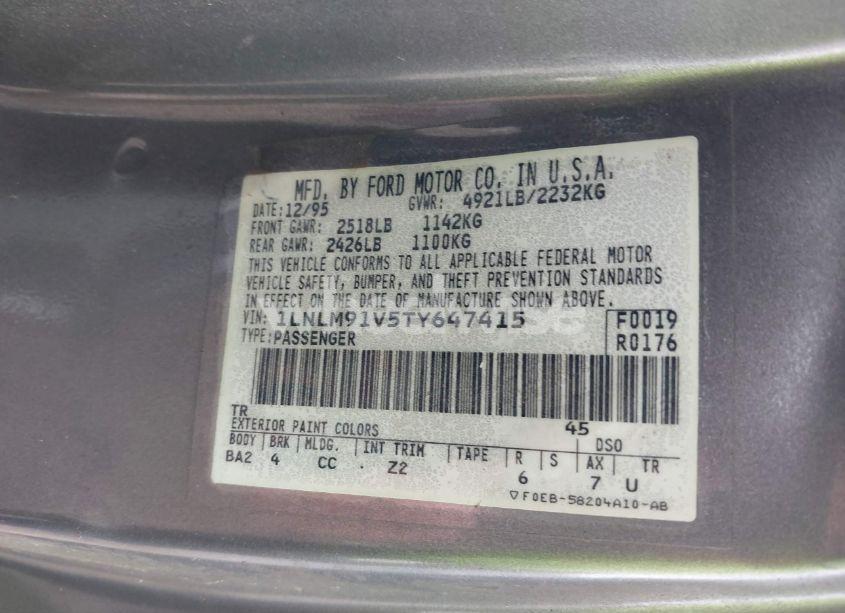 MFD. BY FORD MOTOR CO. IN U.S.A.
DATE: 12/95 GVWR: 4921LB/2232KG
FRONT GAWR: 2518LB 1142KG
REAR GAWR: 2426LB 1100KG
THIS VEHICLE CONFORMS TO ALL APPLICABLE FEDERAL MOTOR
VEHICLE SAFETY, BUMPER, AND THEFT PREVENTION STANDARDS
IN EFFECT ON THE DATE OF MANUFACTURE SHOWN ABOVE.
VIN: 1LNLM91V5TY647415 F0019
TYPE: PASSENGER R0176
TR 45
EXTERIOR PAINT COLORS DSO
BODY BRK MLDG. INT TRIM TAPE R S AX TR
BA2 4 CC . Z2 6 7 U
▽F0EB-58204A10-AB